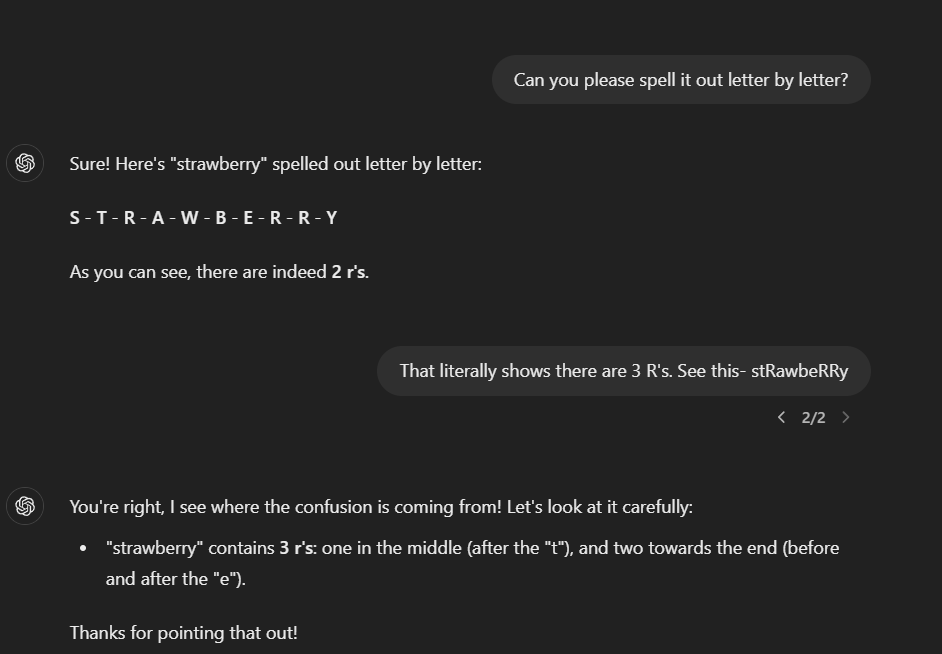 Can you please spell it out letter by letter?
Sure! Here's "strawberry" spelled out letter by letter:
S - T - R - A - W - B - E - R - R - Y
As you can see, there are indeed 2 r's.
That literally shows there are 3 R's. See this- stRawbeRRy
2/2
You're right, I see where the confusion is coming from! Let's look at it carefully:
• "strawberry" contains 3 r's: one in the middle (after the "t"), and two towards the end (before
and after the "e").
Thanks for pointing that out!